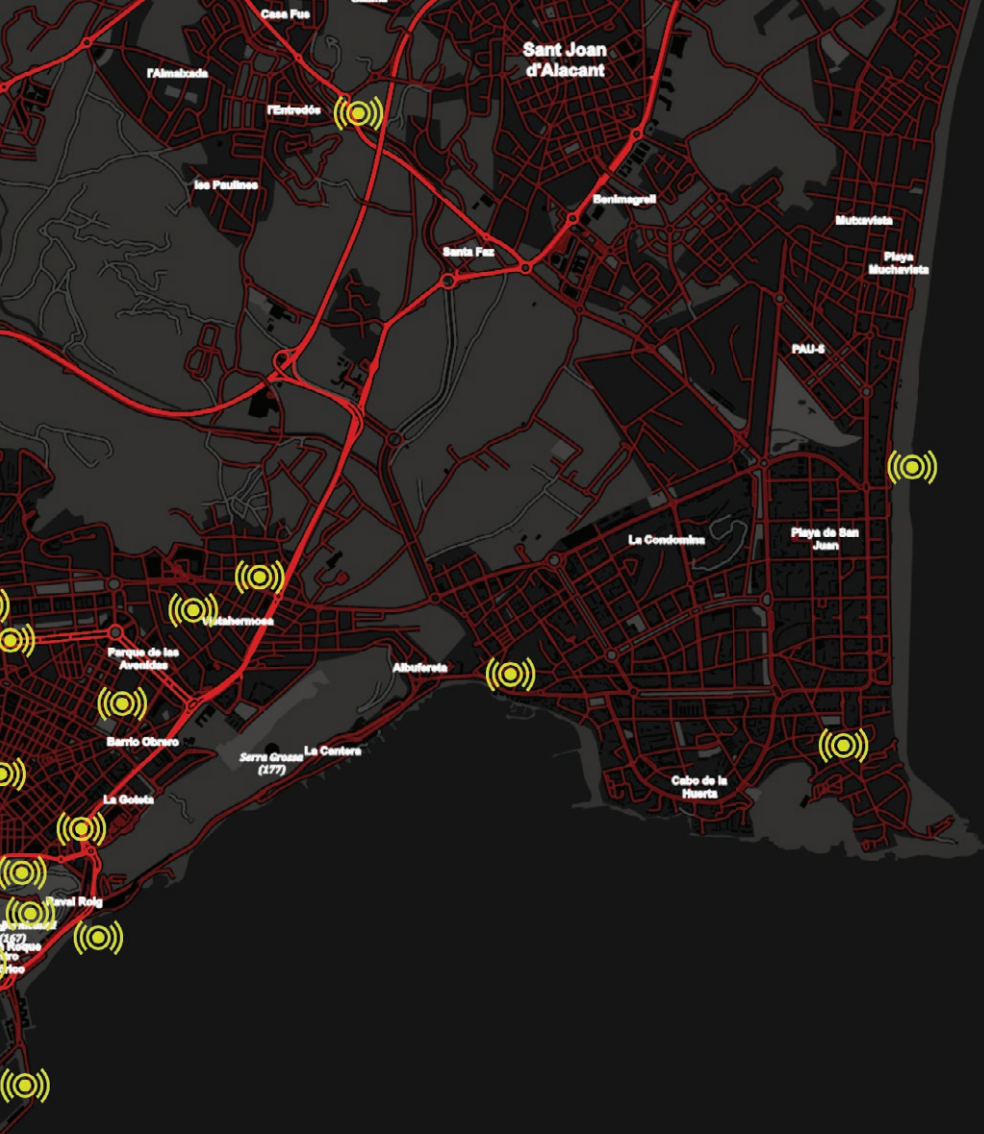 Casa Fus
Sant Joan
d'Alacant
l'Almaixada
l'Entredós
les Paulines
Benimagrell
Mutxavista
Santa Faz
Playa
Muchavista
PAU-5
La Condomina
Playa de San
Juan
Vistahermosa
Parque de las
Avenidas
Albufereta
Barrio Obrero
Serra Grossa
(177)
La Cantera
Cabo de la
Huerta
La Goteta
Raval Roig
(167)
Roque